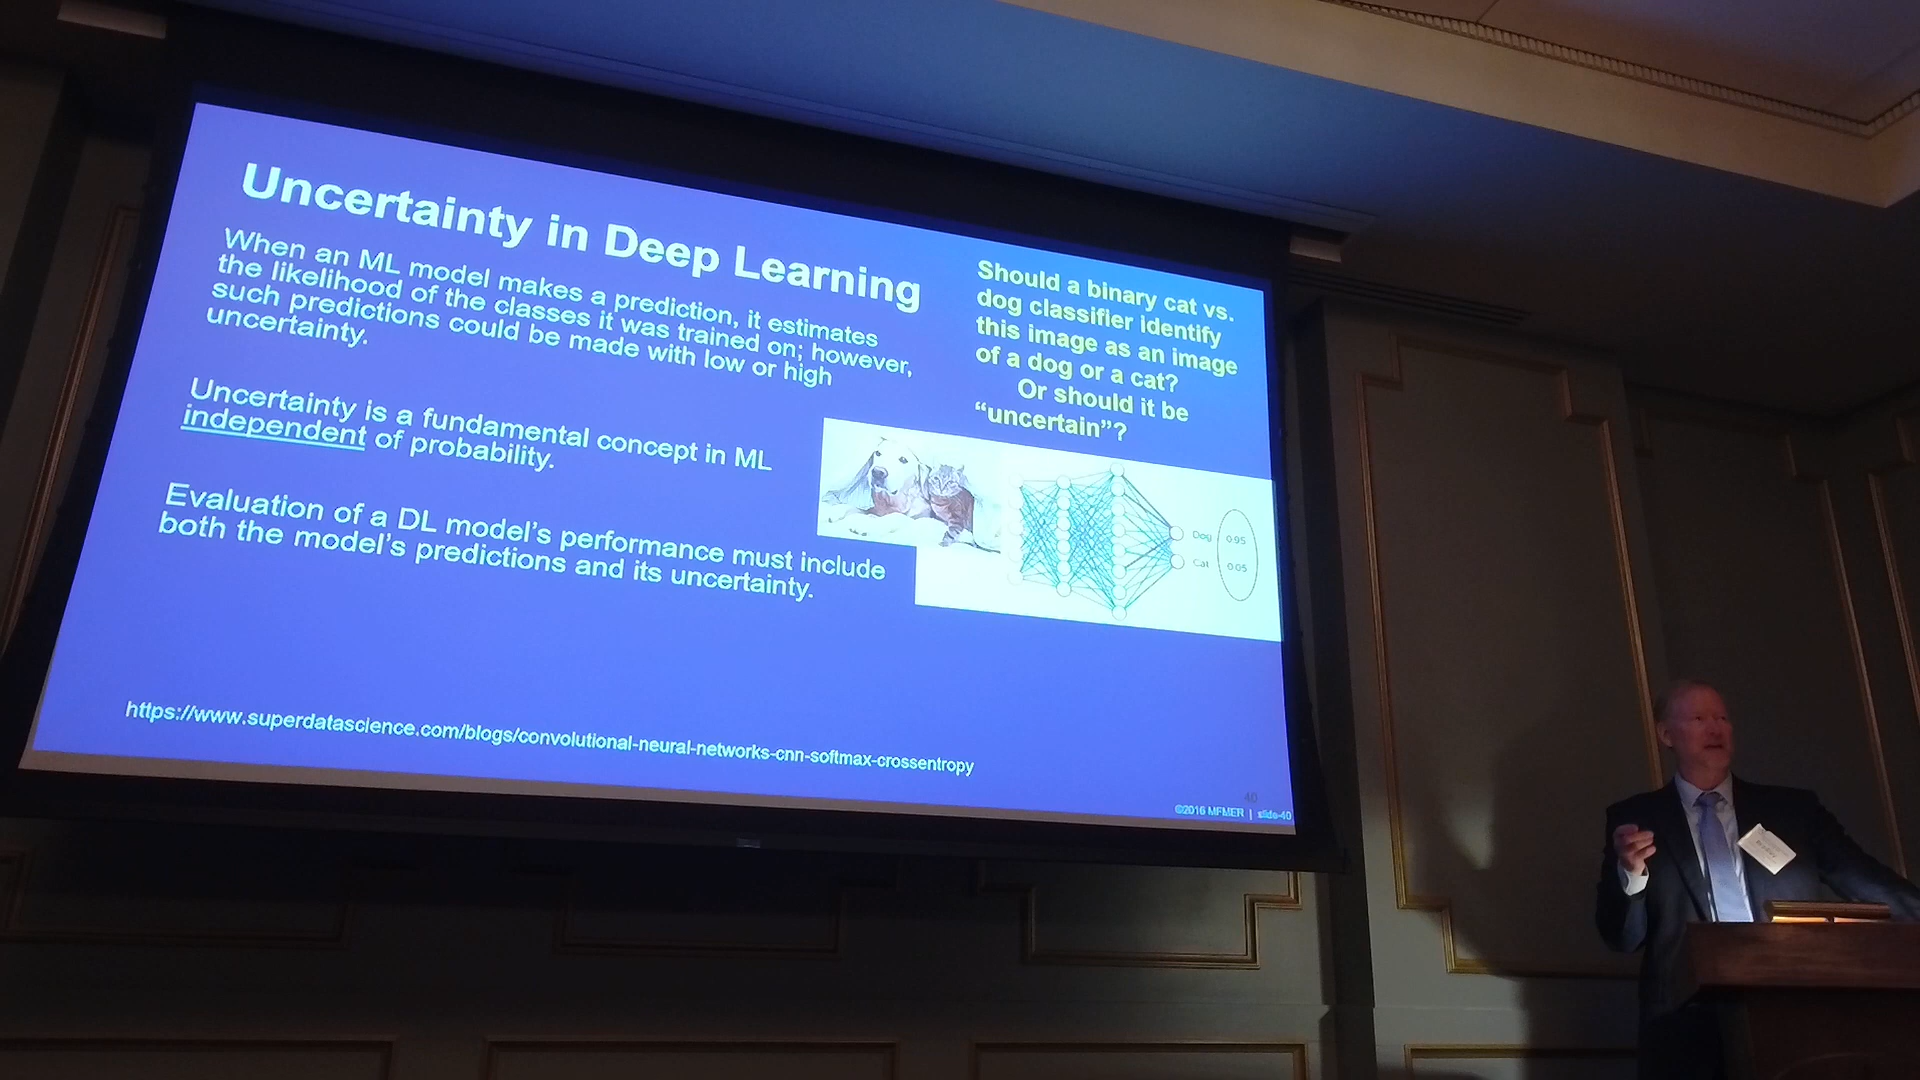 Uncertainty in Deep Learning
When an ML model makes a prediction, it estimates
the likelihood of the classes it was trained on; however,
such predictions could be made with low or high
uncertainty.
Uncertainty is a fundamental concept in ML
independent of probability.
Evaluation of a DL model's performance must include
both the model's predictions and its uncertainty.
Should a binary cat vs.
dog classifier identify
this image as an image
of a dog or a cat?
Or should it be
“uncertain”?
Dog 0.95
Cat 0.05
https://www.superdatascience.com/blogs/convolutional-neural-networks-cnn-softmax-crossentropy
40
©2016 MFMER | slide-40